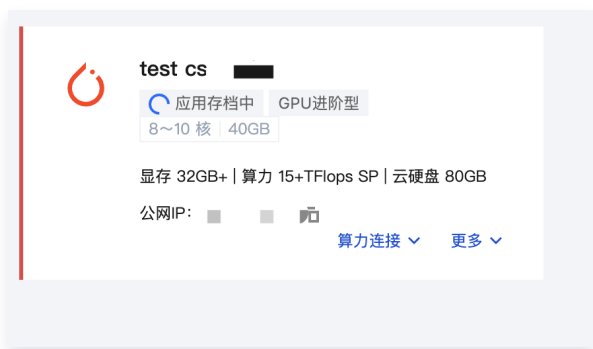 test cs
应用存档中 GPU进阶型
8～10 核 40GB
显存 32GB+ | 算力 15+TFlops SP | 云硬盘 80GB
公网IP：
算力连接 更多